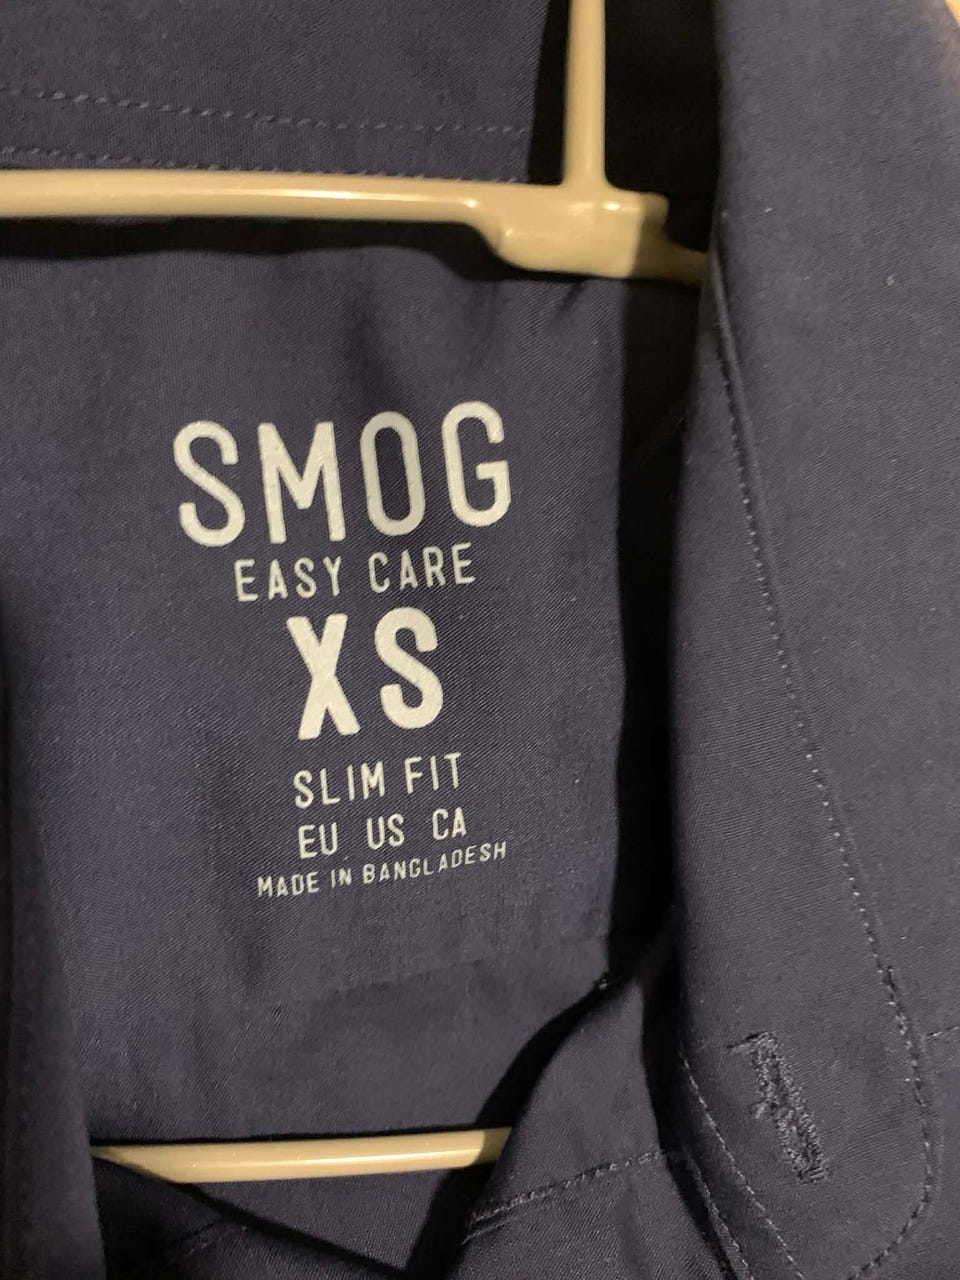 SMOG
EASY CARE
XS
SLIM FIT
EU US CA
MADE IN BANGLADESH